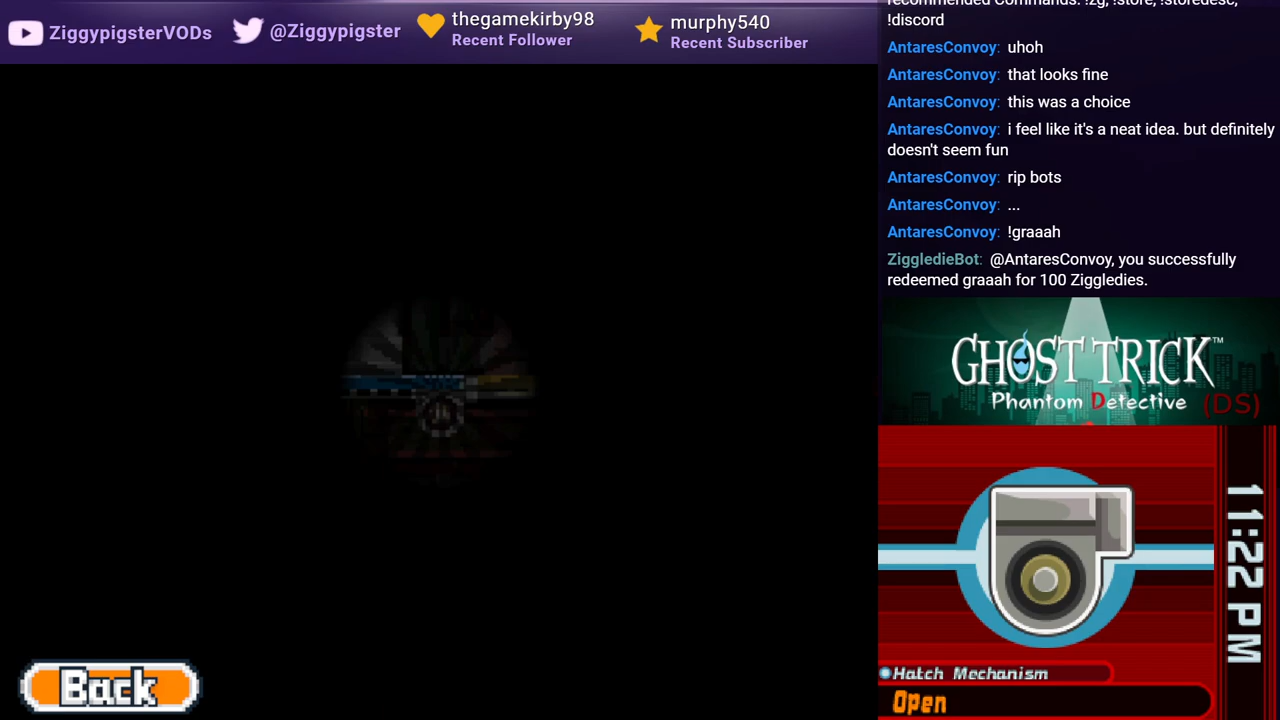 ZiggypigsterVODs
@Ziggypigster
thegamekirby98
Recent Follower
murphy540
Recent Subscriber
recommended Commands: !zg, !store, !storedesc,
!discord
AntaresConvoy: uhoh
AntaresConvoy: that looks fine
AntaresConvoy: this was a choice
AntaresConvoy: i feel like it's a neat idea. but definitely
doesn't seem fun
AntaresConvoy: rip bots
AntaresConvoy: ...
AntaresConvoy: !graaah
ZiggledieBot: @AntaresConvoy, you successfully
redeemed graaah for 100 Ziggledies.
GHOST TRICK™
Phantom Detective (DS)
11:22 PM
Hatch Mechanism
Open
Back